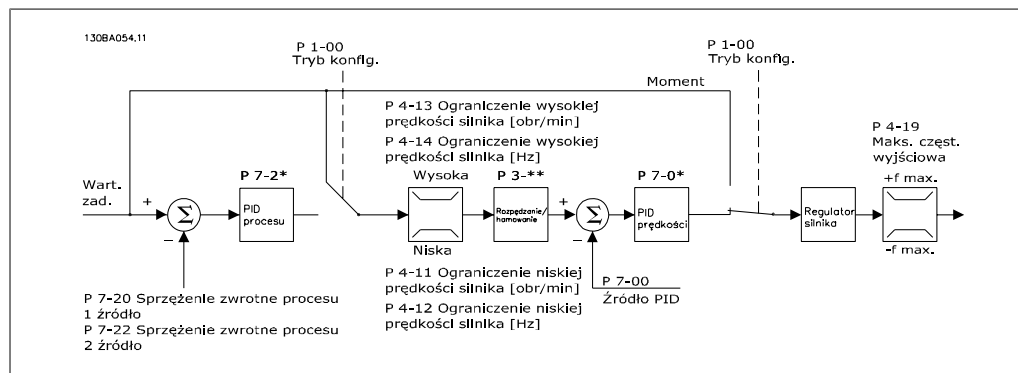 130BA054.11
P 1-00
Tryb konfig.
P 1-00
Tryb konfig.
Moment
P 4-13 Ograniczenie wysokiej
prędkości silnika [obr/min]
P 4-14 Ograniczenie wysokiej
prędkości silnika [Hz]
P 4-19
Maks. częst.
wyjściowa
Wart.
zad.
+
Σ
–
P 7-2*
PID
procesu
Wysoka
Niska
P 3-**
Rozpędzanie/
hamowanie
+
Σ
–
P 7-0*
PID
prędkości
Regulator
silnika
+f max.
-f max.
P 7-20 Sprzężenie zwrotne procesu
1 źródło
P 7-22 Sprzężenie zwrotne procesu
2 źródło
P 4-11 Ograniczenie niskiej
prędkości silnika [obr/min]
P 4-12 Ograniczenie niskiej
prędkości silnika [Hz]
P 7-00
Źródło PID